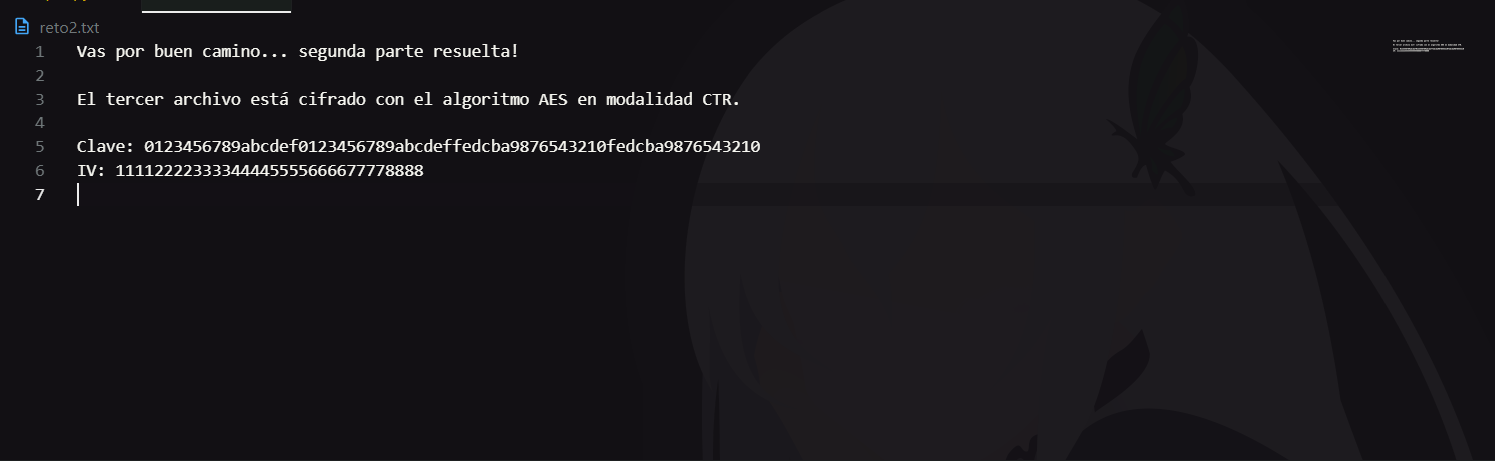 reto2.txt
1 Vas por buen camino... segunda parte resuelta!
2
3 El tercer archivo está cifrado con el algoritmo AES en modalidad CTR.
4
5 Clave: 0123456789abcdef0123456789abcdeffedcba9876543210fedcba9876543210
6 IV: 11112222333344445555666677778888
7